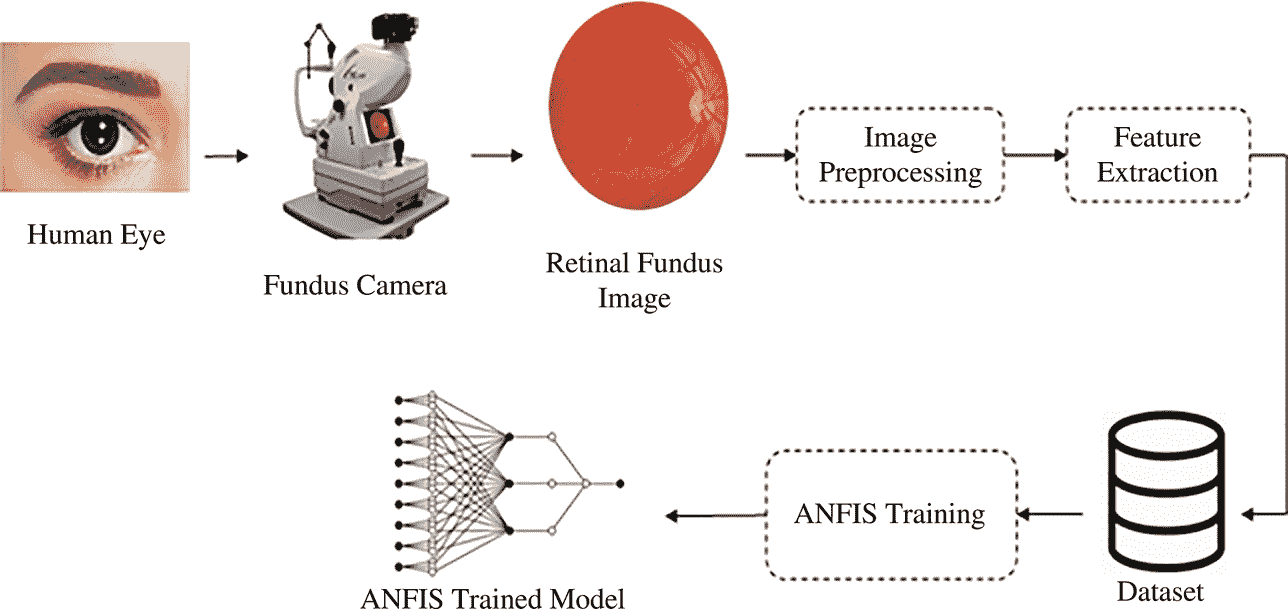 Human Eye
Fundus Camera
Retinal Fundus
Image
Image
Preprocessing
Feature
Extraction
Dataset
ANFIS Training
ANFIS Trained Model